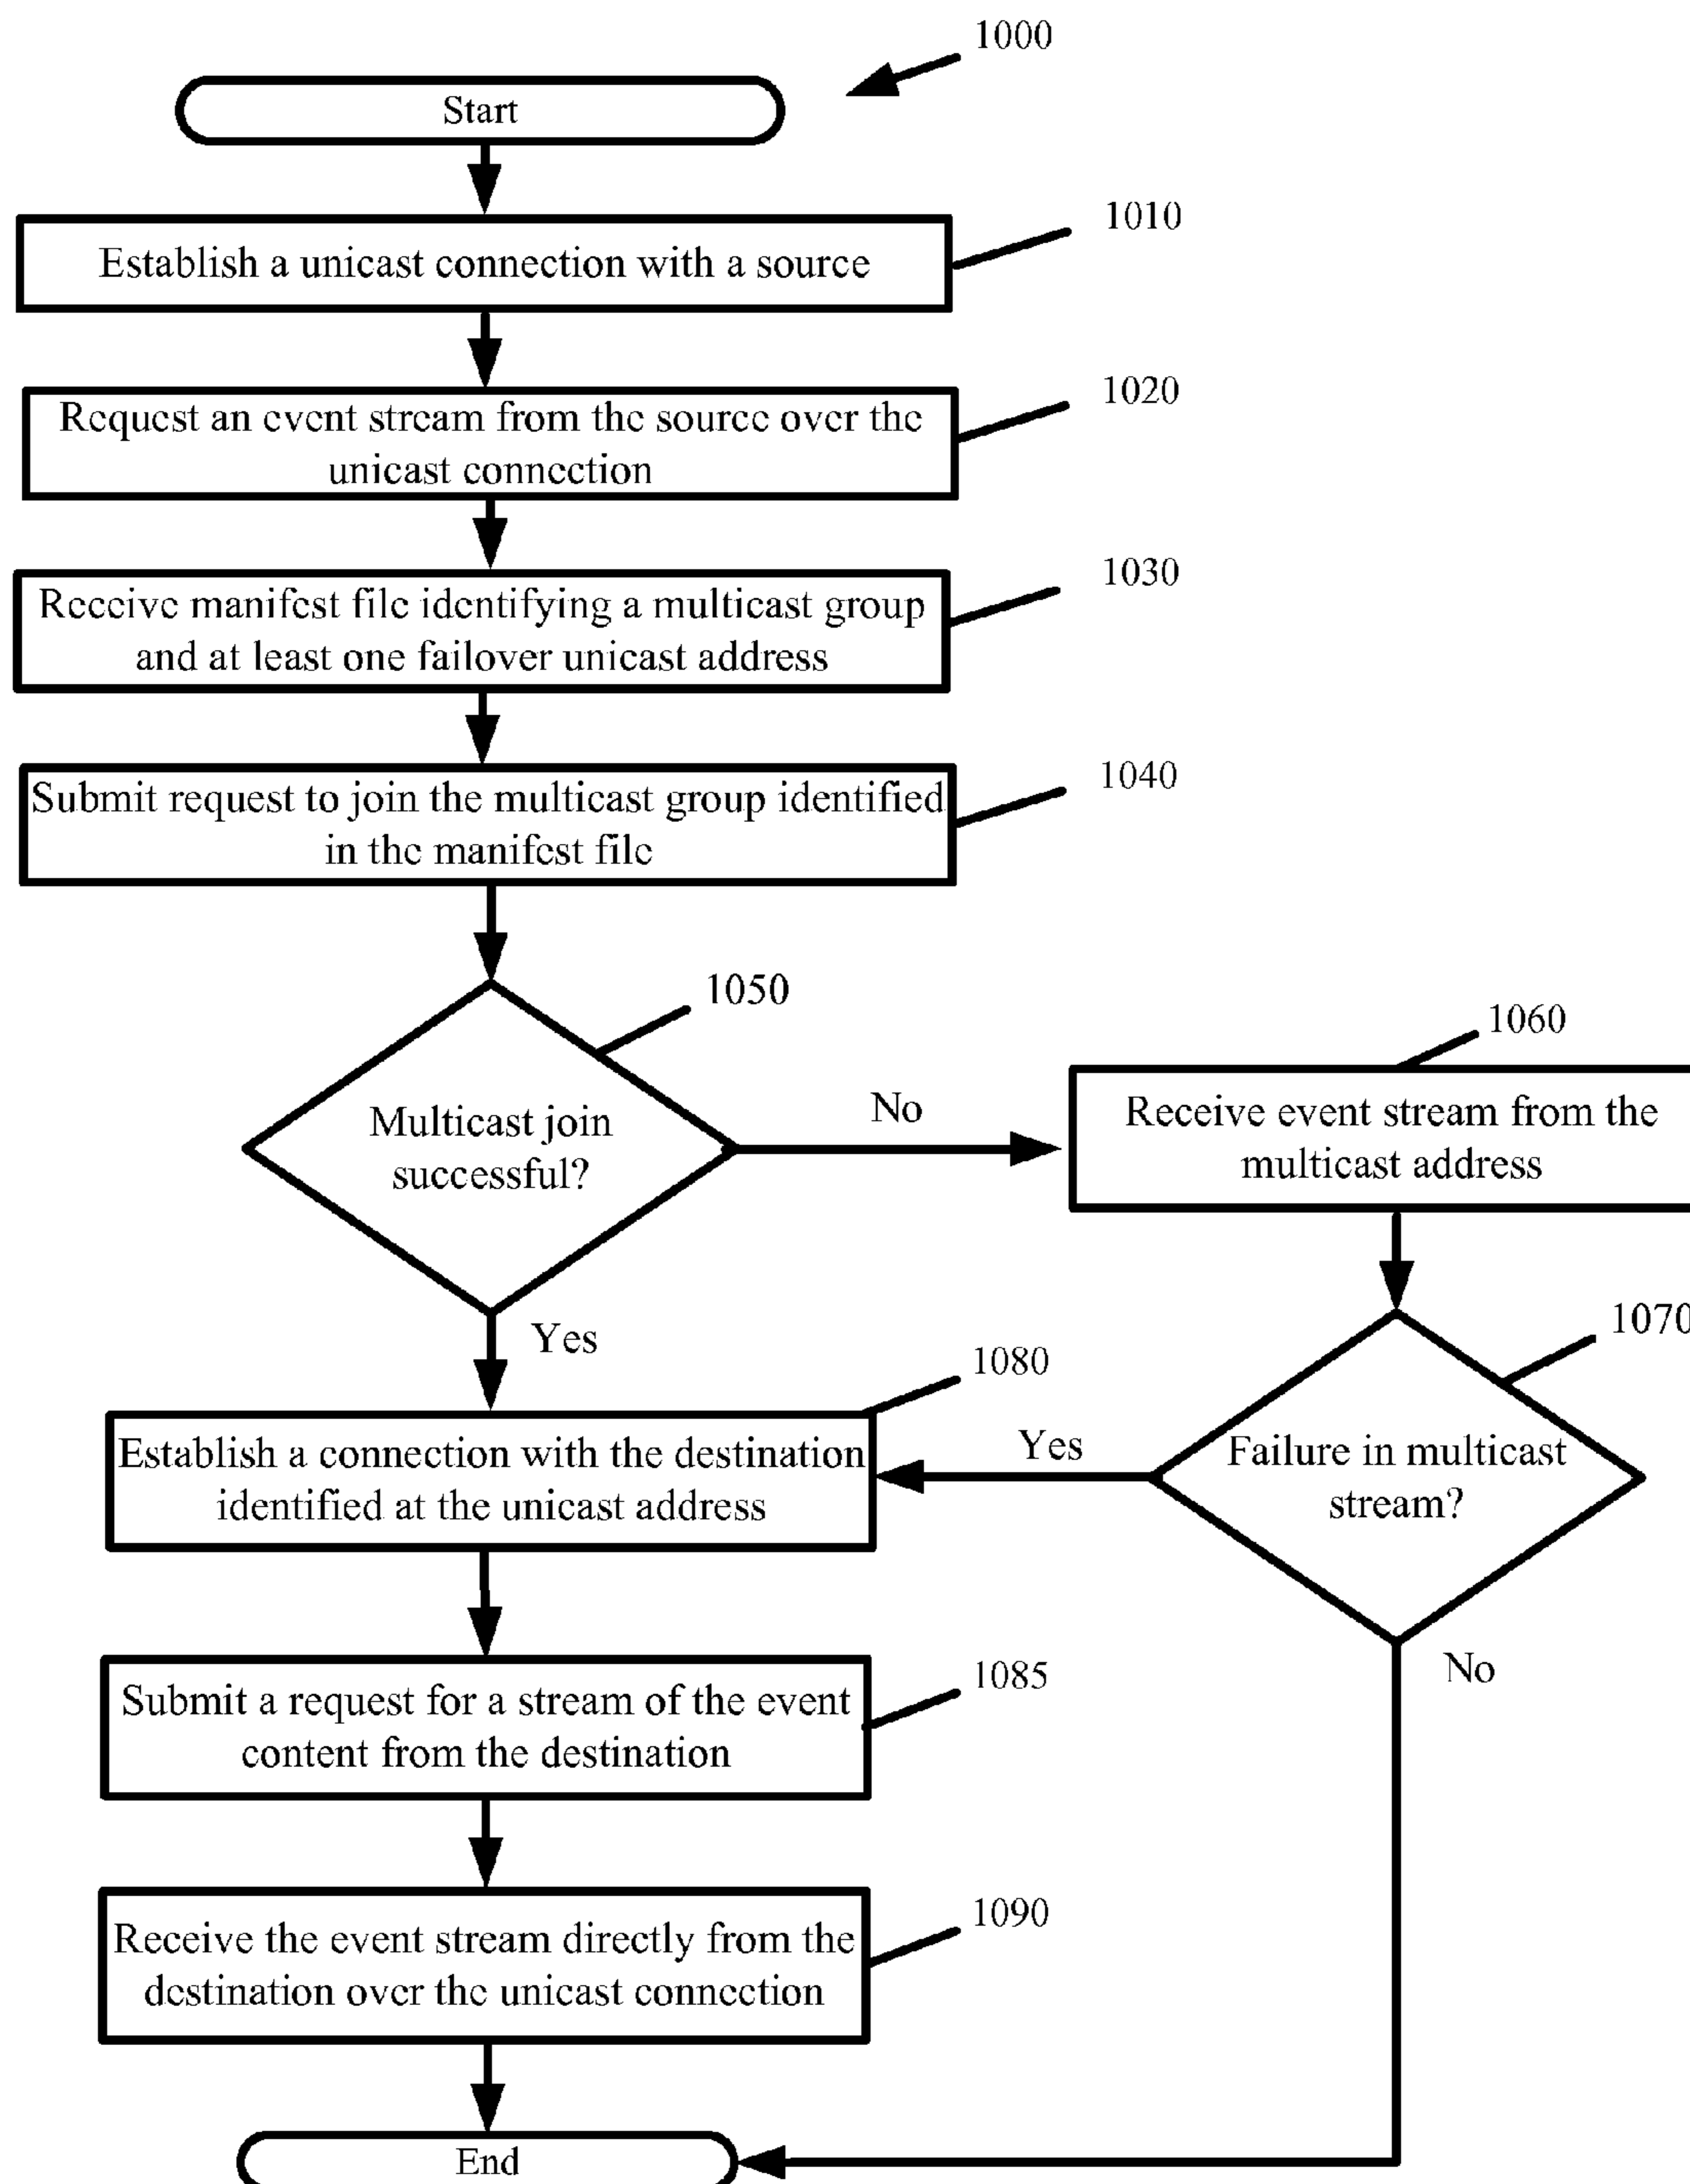 1000
Start
1010
Establish a unicast connection with a source
1020
Request an event stream from the source over the
unicast connection
1030
Receive manifest file identifying a multicast group
and at least one failover unicast address
1040
Submit request to join the multicast group identified
in the manifest file
1050
Multicast join
successful?
No
1060
Receive event stream from the
multicast address
Yes
1070
Failure in multicast
stream?
1080
Establish a connection with the destination
identified at the unicast address
Yes
No
1085
Submit a request for a stream of the event
content from the destination
1090
Receive the event stream directly from the
destination over the unicast connection
End